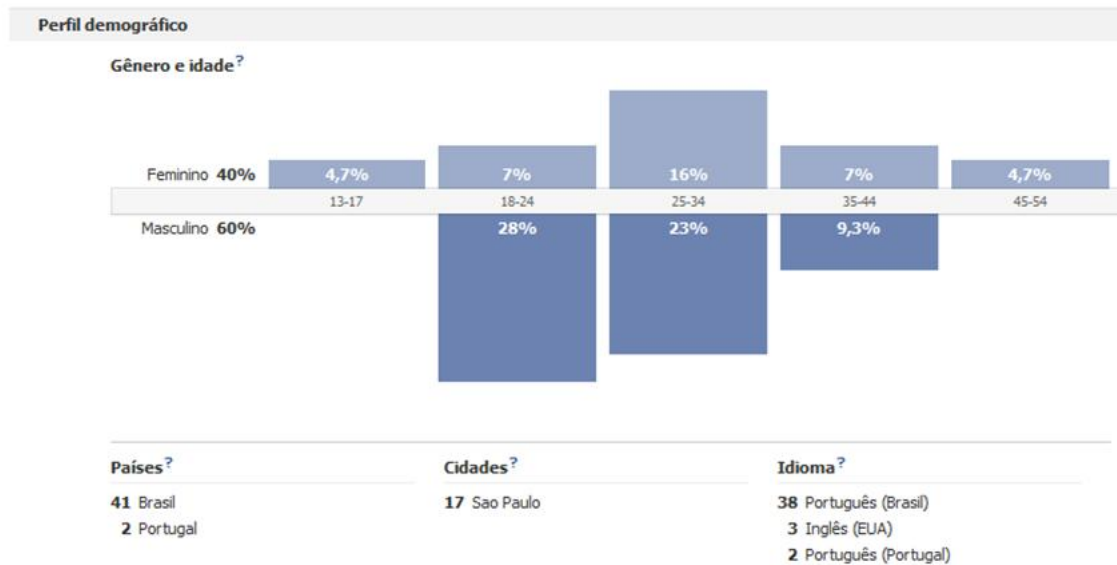 Perfil demográfico
Gênero e idade?
Feminino 40% 4,7% 7% 16% 7% 4,7%
13-17 18-24 25-34 35-44 45-54
Masculino 60% 28% 23% 9,3%
Países? Cidades? Idioma?
41 Brasil 17 Sao Paulo 38 Português (Brasil)
2 Portugal 3 Inglês (EUA)
2 Português (Portugal)